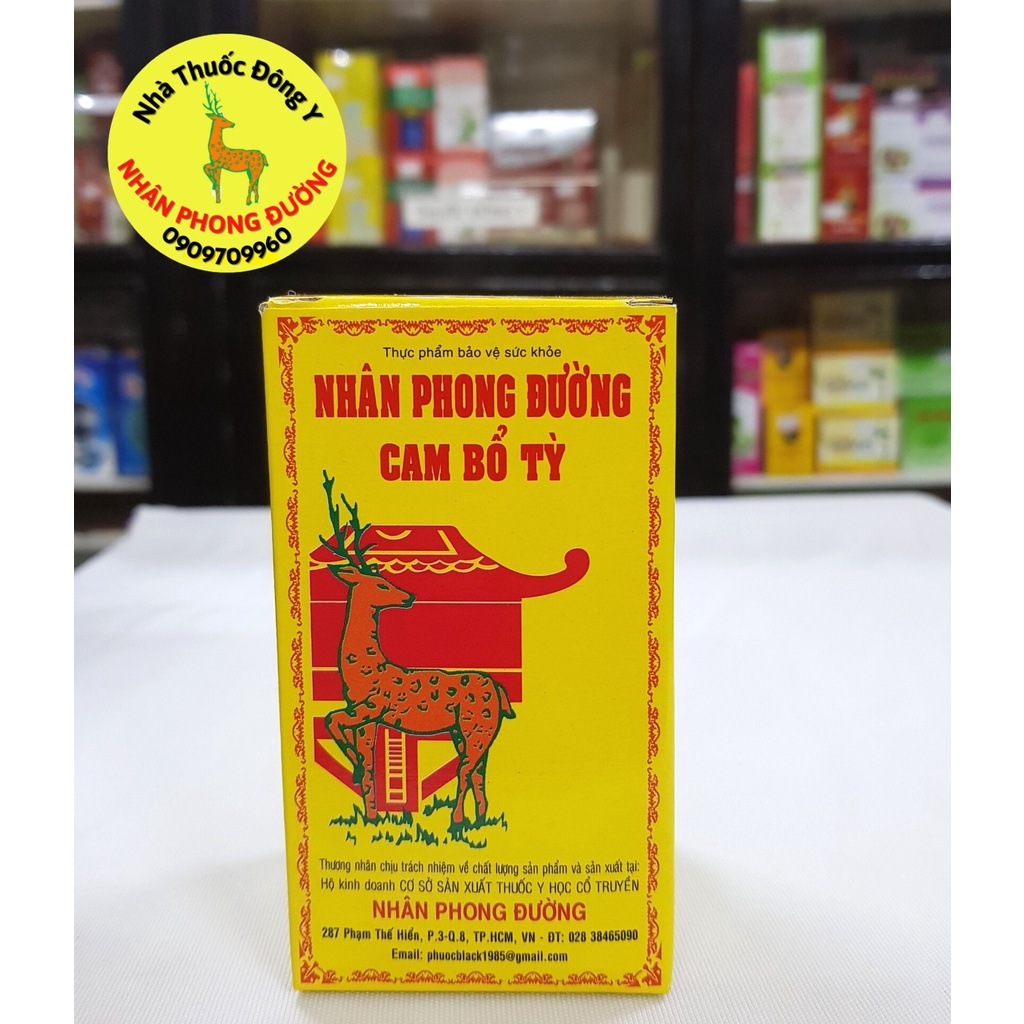 Nhà Thuốc Đông Y
NHÂN PHONG ĐƯỜNG
0909709960
Thực phẩm bảo vệ sức khỏe
NHÂN PHONG ĐƯỜNG
CAM BỔ TỲ
Thương nhân chịu trách nhiệm về chất lượng sản phẩm và sản xuất tại:
Hộ kinh doanh CƠ SỞ SẢN XUẤT THUỐC Y HỌC CỔ TRUYỀN
NHÂN PHONG ĐƯỜNG
287 Phạm Thế Hiển, P.3-Q.8, TP.HCM, VN - ĐT: 028 38465090
Email: phuocblack1985@gmail.com